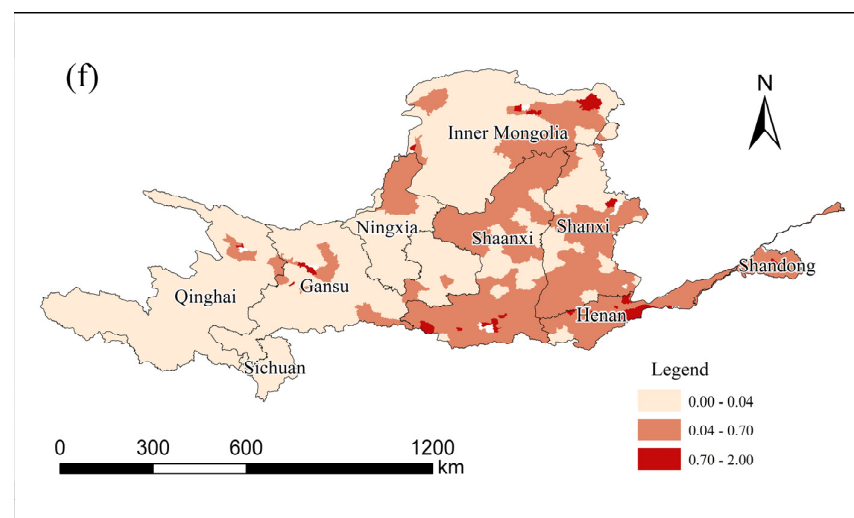 (f)
N
Inner Mongolia
Ningxia
Shaanxi
Shanxi
Qinghai
Gansu
Shandong
Henan
Sichuan
Legend
0.00 - 0.04
0.04 - 0.70
0.70 - 2.00
0 300 600 1200
km